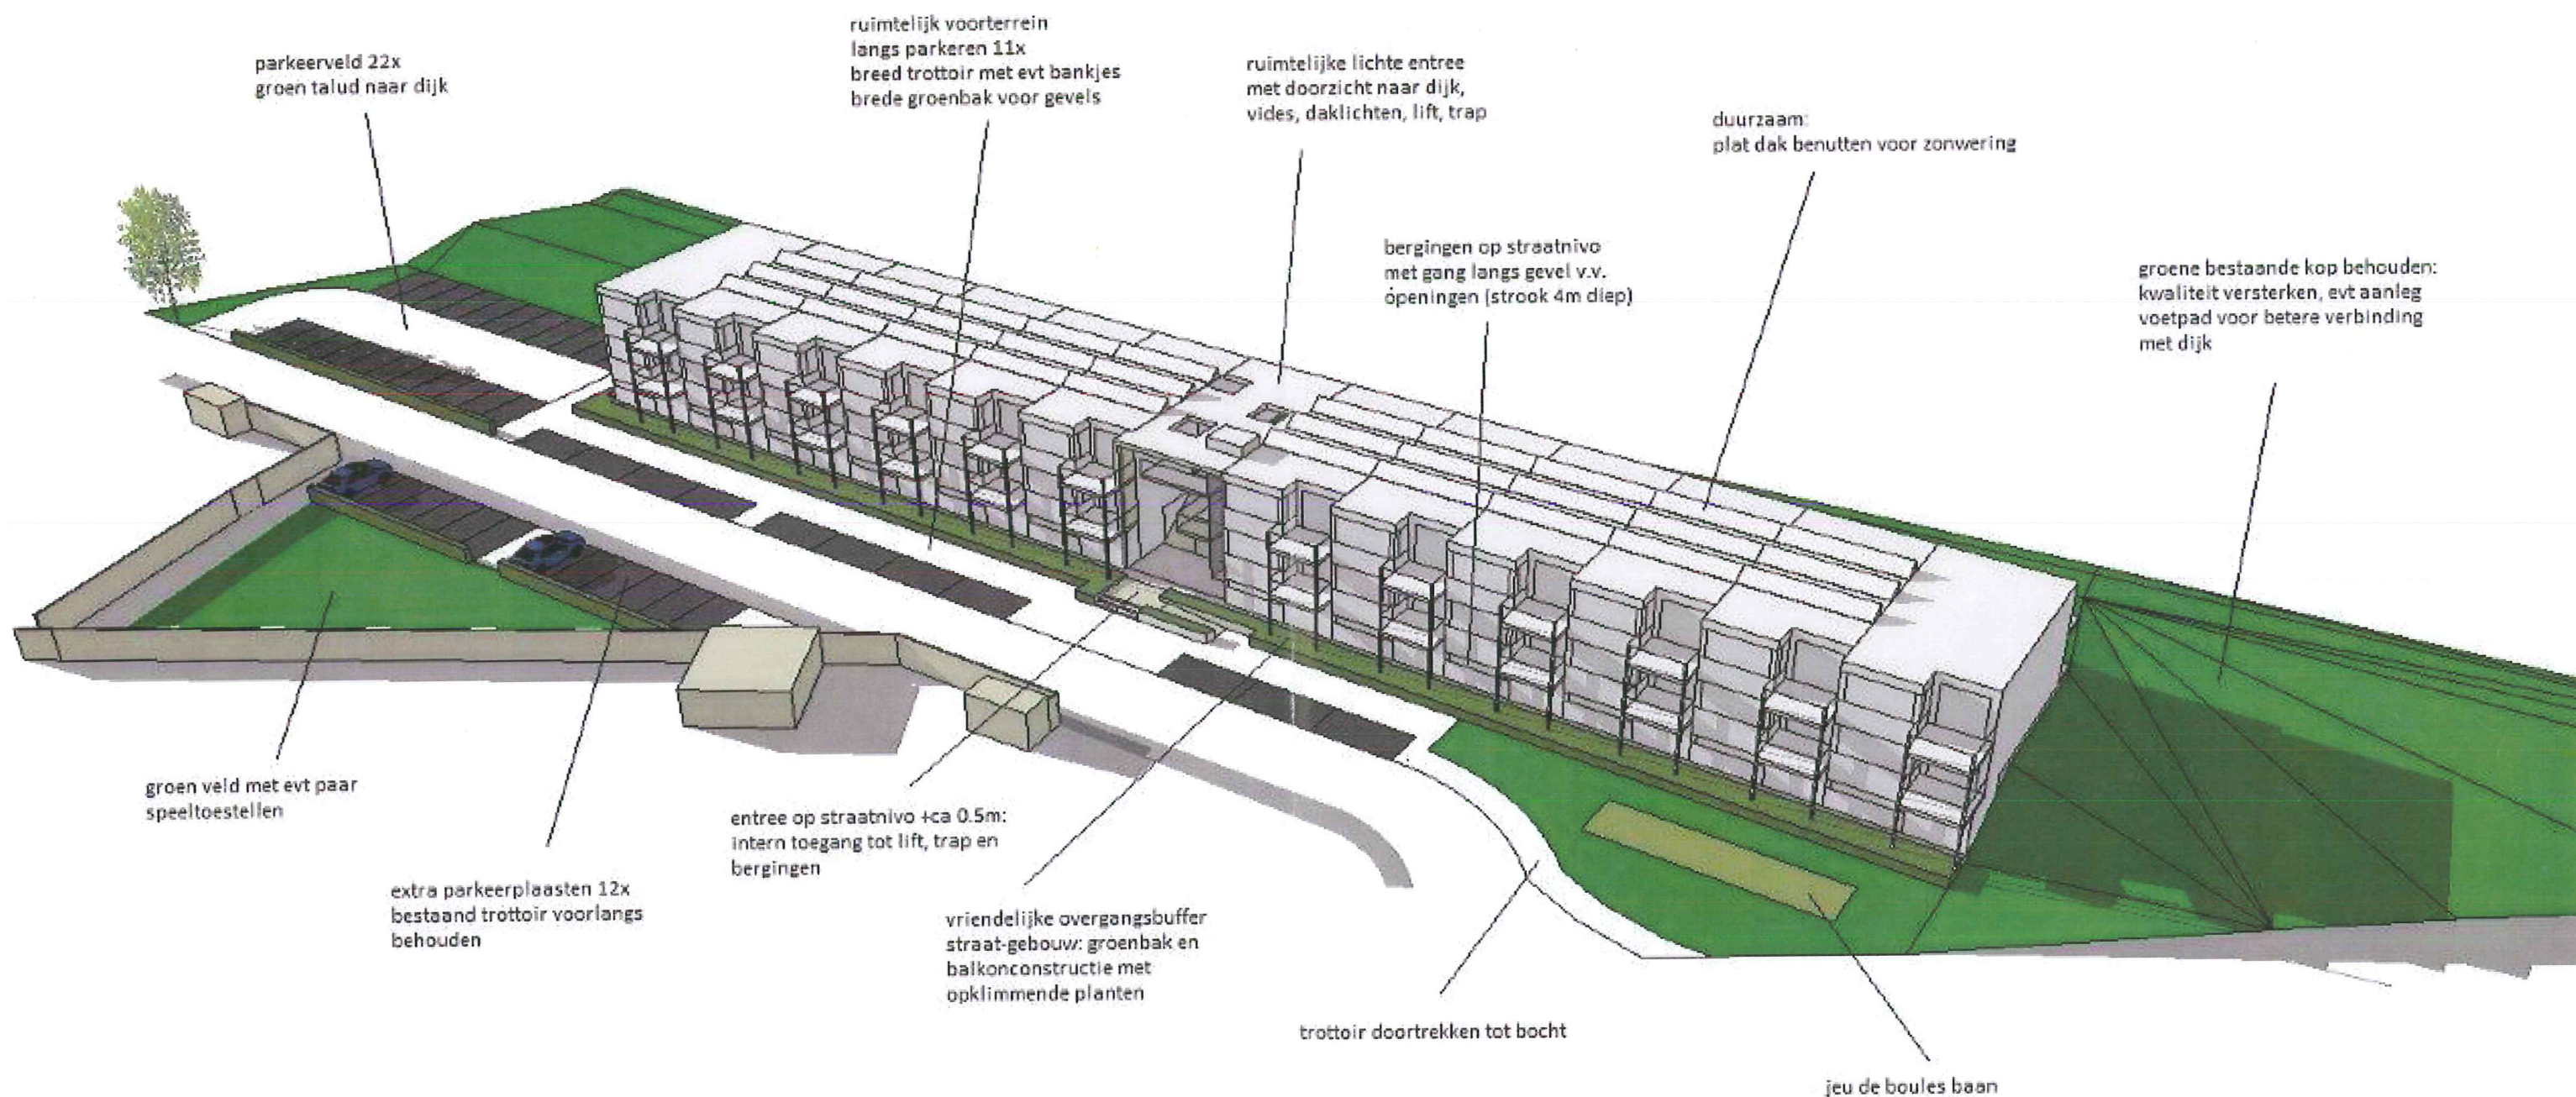 parkeerveld 22x
groen talud naar dijk
ruimtelijk voorterrein
langs parkeren 11x
breed trottoir met evt bankjes
brede groenbak voor gevels
ruimtelijke lichte entree
met doorzicht naar dijk,
vides, daklichten, lift, trap
duurzaam:
plat dak benutten voor zonwering
bergingen op straatnivo
met gang langs gevel v.v.
openingen (strook 4m diep)
groene bestaande kop behouden:
kwaliteit versterken, evt aanleg
voetpad voor betere verbinding
met dijk
groen veld met evt paar
speeltoestellen
extra parkeerplaasten 12x
bestaand trottoir voorlangs
behouden
entree op straatnivo +ca 0.5m:
intern toegang tot lift, trap en
bergingen
vriendelijke overgangsbuffer
straat-gebouw: groenbak en
balkonconstructie met
opklimmende planten
trottoir doortrekken tot bocht
jeu de boules baan